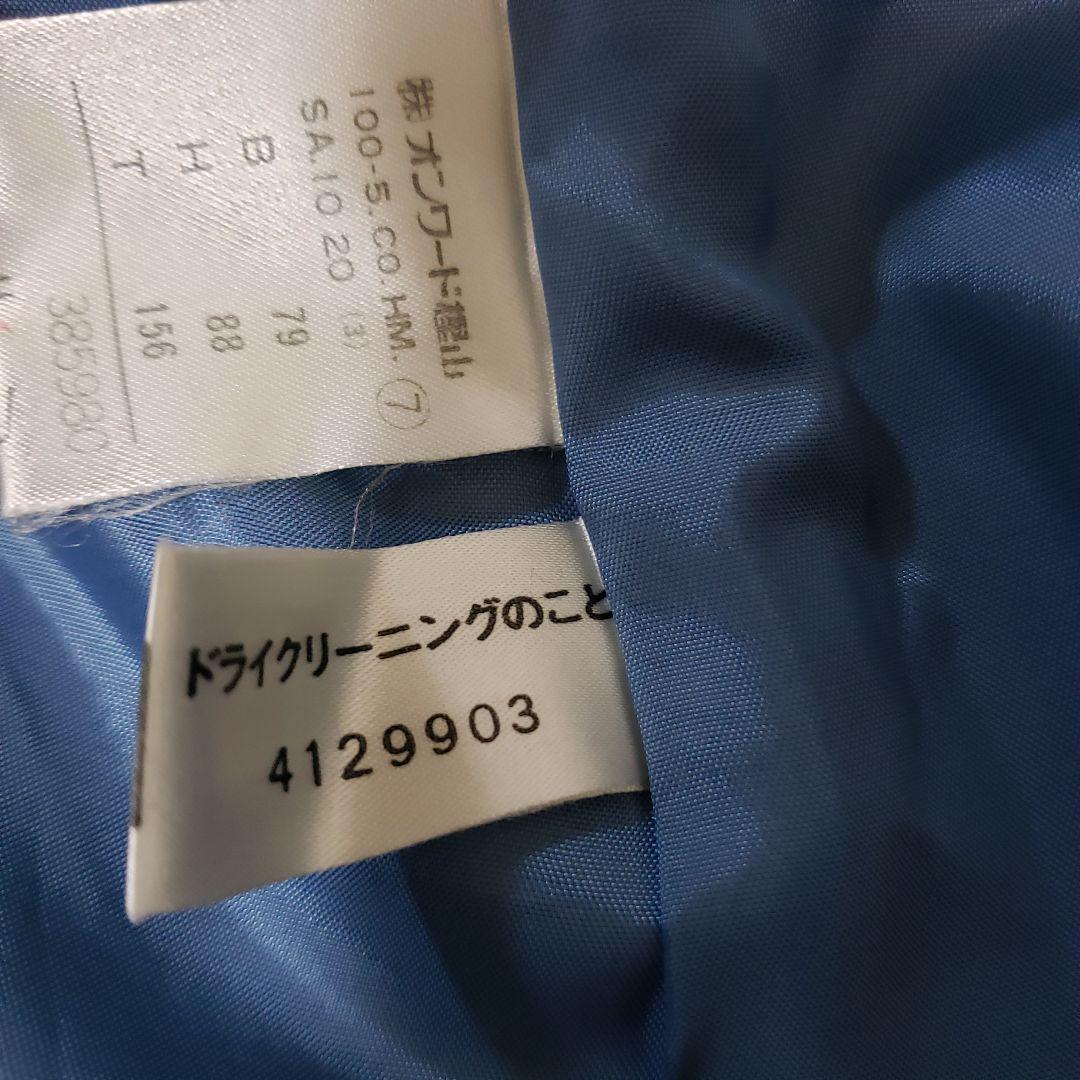 ㈱オンワード樫山
100-5.CO.HM.⑦
SA.10 20 (3)
B 79
H 88
T 156
385980
ドライクリーニングのこと
4129903